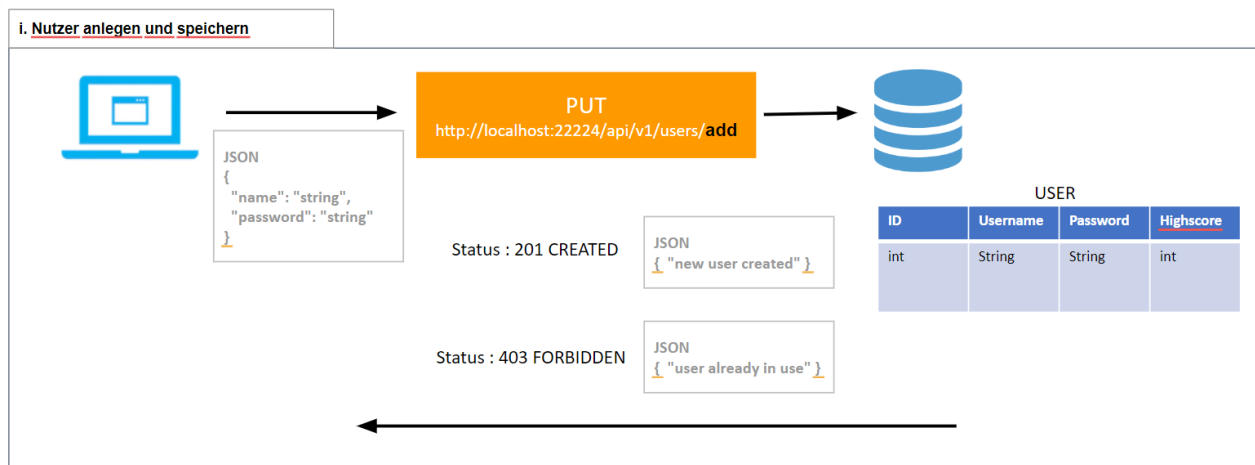 i. Nutzer anlegen und speichern
PUT
http://localhost:22224/api/v1/users/add
JSON
{
"name": "string",
"password": "string"
}
USER
ID Username Password Highscore
int String String int
Status : 201 CREATED
JSON
{ "new user created" }
Status : 403 FORBIDDEN
JSON
{ "user already in use" }